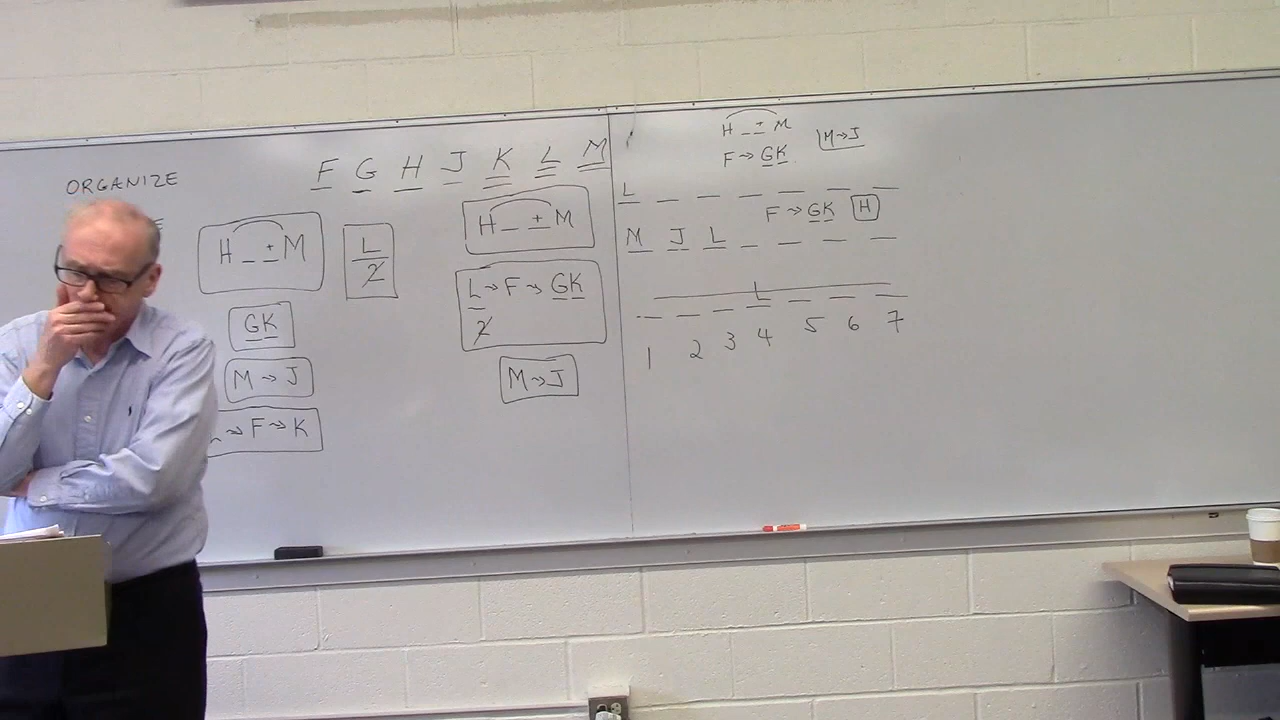 ORGANIZE
F G H J K L M
H _ ± M
L
2
GK
M → J
→ F → K
H _ ± M
L → F → GK
2
M → J
H _ ± M
M → J
F → GK
L _ _ _ _ _ _
F → GK H
M J L _ _ _ _
_ _ _ L _ _ _
1 2 3 4 5 6 7